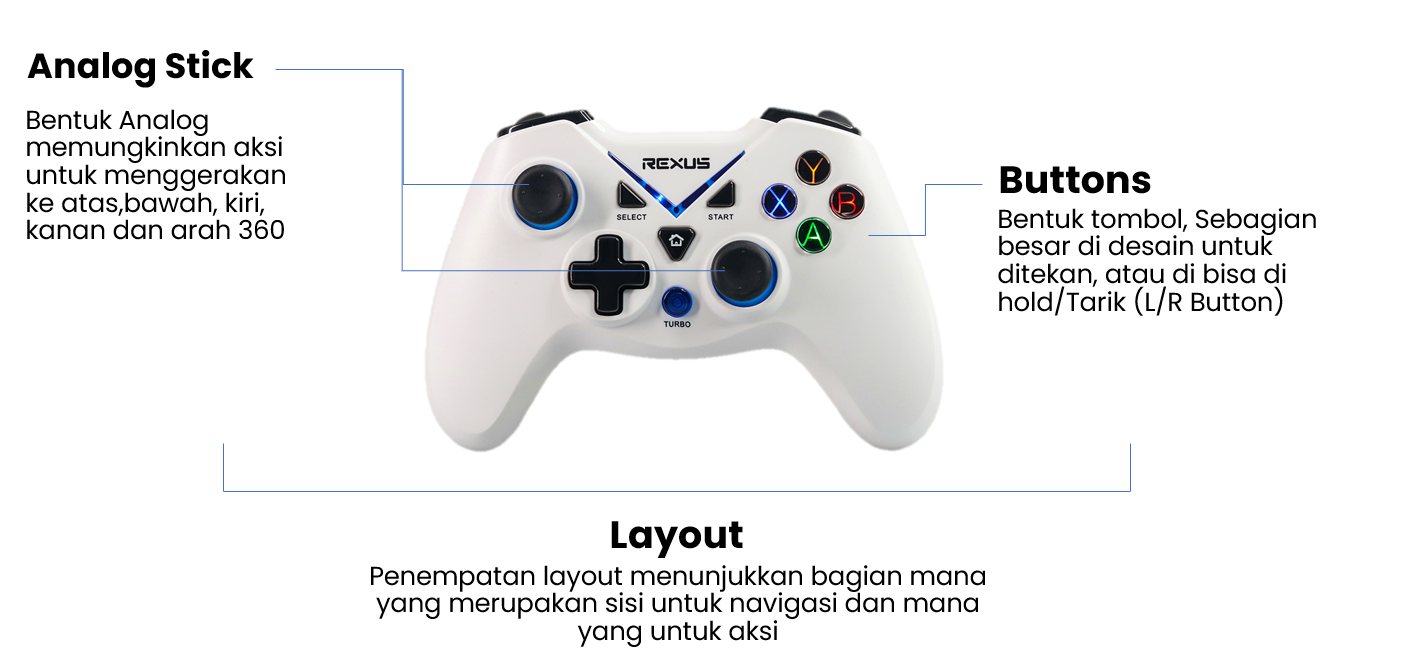 Analog Stick
Bentuk Analog
memungkinkan aksi
untuk menggerakan
ke atas,bawah, kiri,
kanan dan arah 360
REXUS
SELECT
START
Y
X
B
A
TURBO
Buttons
Bentuk tombol, Sebagian
besar di desain untuk
ditekan, atau di bisa di
hold/Tarik (L/R Button)
Layout
Penempatan layout menunjukkan bagian mana
yang merupakan sisi untuk navigasi dan mana
yang untuk aksi